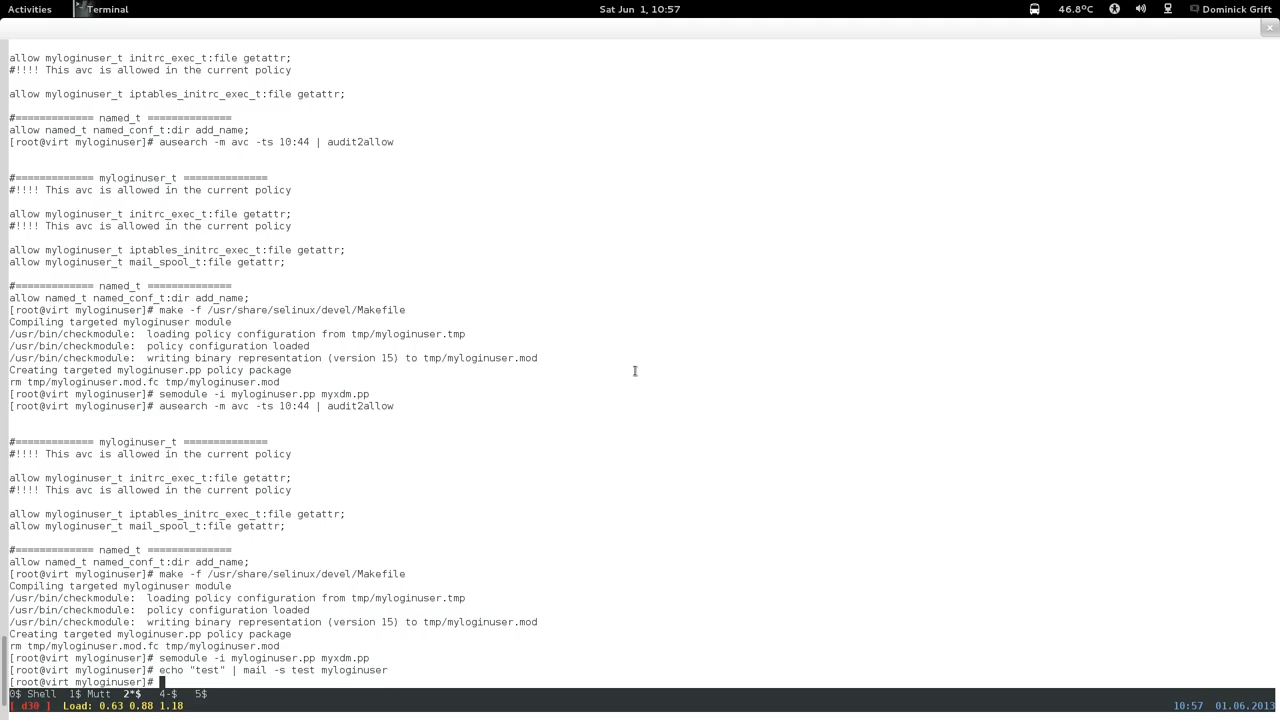 Activities
Terminal
Sat Jun 1, 10:57
46.8°C
Dominick Grift
allow myloginuser_t initrc_exec_t:file getattr;
#!!!! This avc is allowed in the current policy
allow myloginuser_t iptables_initrc_exec_t:file getattr;
#============= named_t ==============
allow named_t named_conf_t:dir add_name;
[root@virt myloginuser]# ausearch -m avc -ts 10:44 | audit2allow
#============= myloginuser_t ==============
#!!!! This avc is allowed in the current policy
allow myloginuser_t initrc_exec_t:file getattr;
#!!!! This avc is allowed in the current policy
allow myloginuser_t iptables_initrc_exec_t:file getattr;
allow myloginuser_t mail_spool_t:file getattr;
#============= named_t ==============
allow named_t named_conf_t:dir add_name;
[root@virt myloginuser]# make -f /usr/share/selinux/devel/Makefile
Compiling targeted myloginuser module
/usr/bin/checkmodule:  loading policy configuration from tmp/myloginuser.tmp
/usr/bin/checkmodule:  policy configuration loaded
/usr/bin/checkmodule:  writing binary representation (version 15) to tmp/myloginuser.mod
Creating targeted myloginuser.pp policy package
rm tmp/myloginuser.mod.fc tmp/myloginuser.mod
[root@virt myloginuser]# semodule -i myloginuser.pp myxdm.pp
[root@virt myloginuser]# ausearch -m avc -ts 10:44 | audit2allow
#============= myloginuser_t ==============
#!!!! This avc is allowed in the current policy
allow myloginuser_t initrc_exec_t:file getattr;
#!!!! This avc is allowed in the current policy
allow myloginuser_t iptables_initrc_exec_t:file getattr;
allow myloginuser_t mail_spool_t:file getattr;
#============= named_t ==============
allow named_t named_conf_t:dir add_name;
[root@virt myloginuser]# make -f /usr/share/selinux/devel/Makefile
Compiling targeted myloginuser module
/usr/bin/checkmodule:  loading policy configuration from tmp/myloginuser.tmp
/usr/bin/checkmodule:  policy configuration loaded
/usr/bin/checkmodule:  writing binary representation (version 15) to tmp/myloginuser.mod
Creating targeted myloginuser.pp policy package
rm tmp/myloginuser.mod.fc tmp/myloginuser.mod
[root@virt myloginuser]# semodule -i myloginuser.pp myxdm.pp
[root@virt myloginuser]# echo "test" | mail -s test myloginuser
[root@virt myloginuser]#
0$ Shell  1$ Mutt  2*$  4-$  5$
[ d30 ]  Load: 0.63 0.88 1.18
10:57  01.06.2013